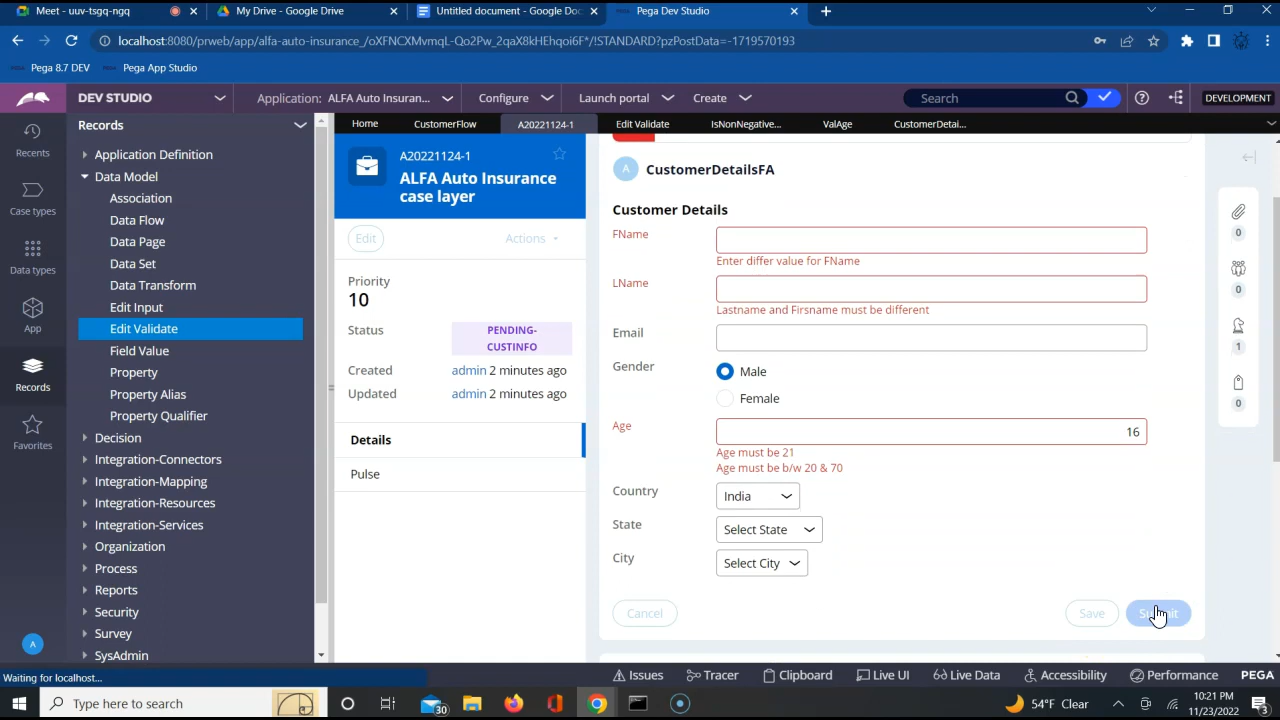 Meet - uuv-tsgq-ngq
My Drive - Google Drive
Untitled document - Google Doc
Pega Dev Studio
localhost:8080/prweb/app/alfa-auto-insurance_/oXFNCXMvmqL-Qo2Pw_2qaX8kHEhqoi6F*/!STANDARD?pzPostData=-1719570193
Pega 8.7 DEV
Pega App Studio
DEV STUDIO
Application: ALFA Auto Insuran...
Configure
Launch portal
Create
Search
DEVELOPMENT
Recents
Case types
Data types
App
Records
Favorites
A
Records
Application Definition
Data Model
Association
Data Flow
Data Page
Data Set
Data Transform
Edit Input
Edit Validate
Field Value
Property
Property Alias
Property Qualifier
Decision
Integration-Connectors
Integration-Mapping
Integration-Resources
Integration-Services
Organization
Process
Reports
Security
Survey
SysAdmin
Home
CustomerFlow
A20221124-1
Edit Validate
IsNonNegative...
ValAge
CustomerDetai...
A20221124-1
ALFA Auto Insurance
case layer
Edit
Actions
Priority
10
Status
PENDING-
CUSTINFO
Created
admin 2 minutes ago
Updated
admin 2 minutes ago
Details
Pulse
A
CustomerDetailsFA
Customer Details
FName
Enter differ value for FName
LName
Lastname and Firsname must be different
Email
Gender
Male
Female
Age
16
Age must be 21
Age must be b/w 20 & 70
Country
India
State
Select State
City
Select City
Cancel
Save
0
0
1
0
Waiting for localhost...
Issues
Tracer
Clipboard
Live UI
Live Data
Accessibility
Performance
PEGA
Type here to search
30
54°F Clear
10:21 PM
11/23/2022
3